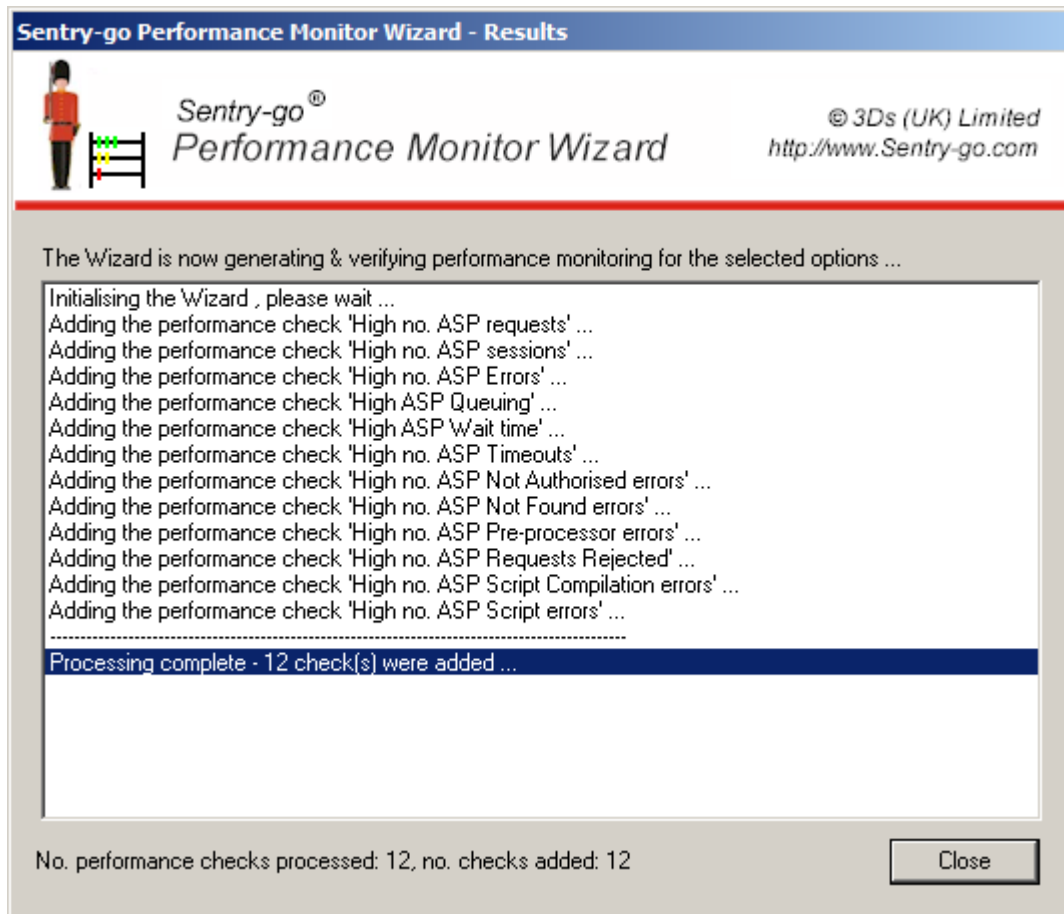 Sentry-go Performance Monitor Wizard - Results
Sentry-go®
Performance Monitor Wizard
© 3Ds (UK) Limited
http://www.Sentry-go.com
The Wizard is now generating & verifying performance monitoring for the selected options ...
Initialising the Wizard , please wait ...
Adding the performance check 'High no. ASP requests' ...
Adding the performance check 'High no. ASP sessions' ...
Adding the performance check 'High no. ASP Errors' ...
Adding the performance check 'High ASP Queuing' ...
Adding the performance check 'High ASP Wait time' ...
Adding the performance check 'High no. ASP Timeouts' ...
Adding the performance check 'High no. ASP Not Authorised errors' ...
Adding the performance check 'High no. ASP Not Found errors' ...
Adding the performance check 'High no. ASP Pre-processor errors' ...
Adding the performance check 'High no. ASP Requests Rejected' ...
Adding the performance check 'High no. ASP Script Compilation errors' ...
Adding the performance check 'High no. ASP Script errors' ...
------------------------------------------------------------------------------------------------
Processing complete - 12 check(s) were added ...
No. performance checks processed: 12, no. checks added: 12
Close